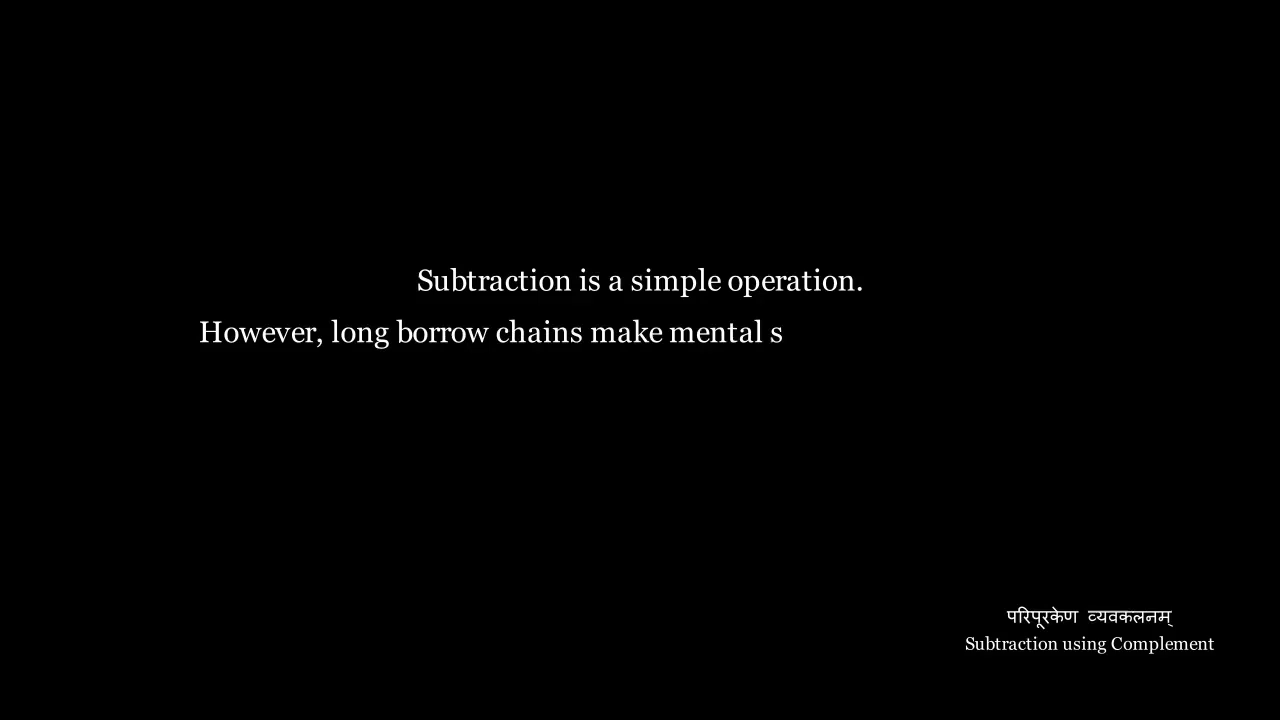 Subtraction is a simple operation.
However, long borrow chains make mental s
परिपूरकेण व्यवकलनम्
Subtraction using Complement